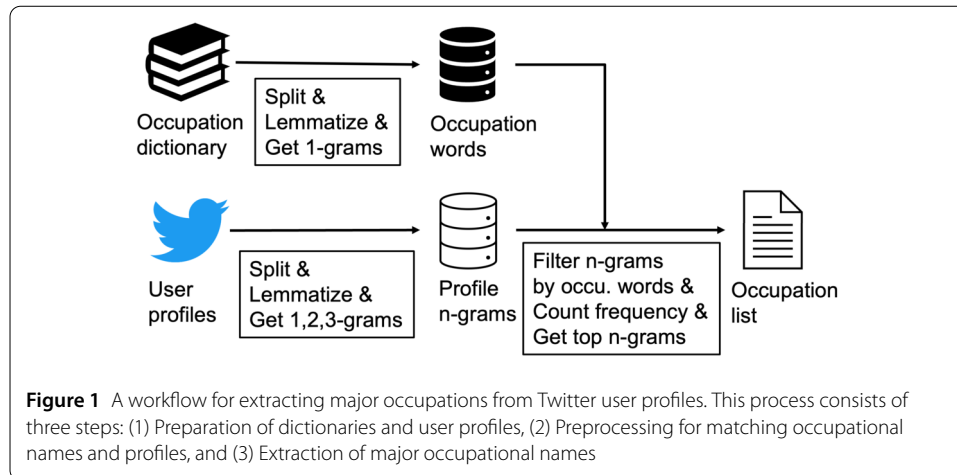 Split &
Lemmatize &
Get 1-grams
Occupation
dictionary
Occupation
words
Split &
Lemmatize &
Get 1,2,3-grams
User
profiles
Profile
n-grams
Filter n-grams
by occu. words &
Count frequency &
Get top n-grams
Occupation
list
Figure 1 A workflow for extracting major occupations from Twitter user profiles. This process consists of
three steps: (1) Preparation of dictionaries and user profiles, (2) Preprocessing for matching occupational
names and profiles, and (3) Extraction of major occupational names